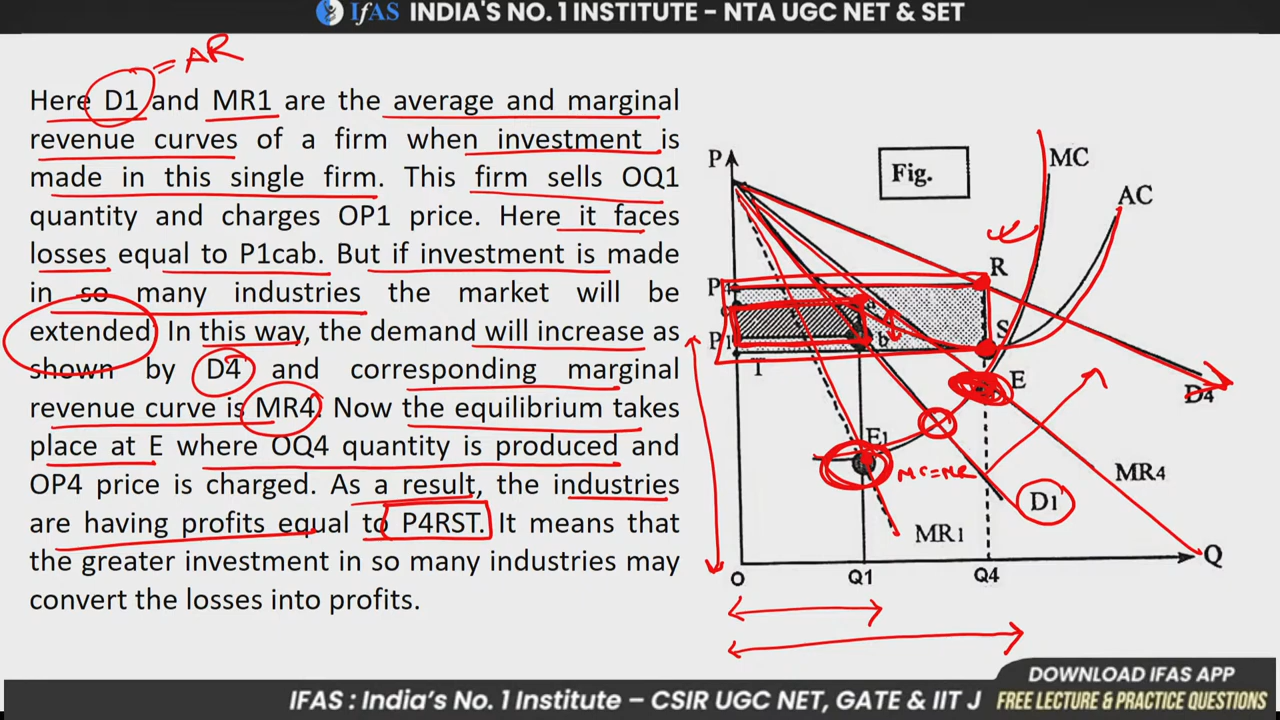 IFAS INDIA'S NO. 1 INSTITUTE – NTA UGC NET & SET
= AR
Here D1 and MR1 are the average and marginal
revenue curves of a firm when investment is
made in this single firm. This firm sells OQ1
quantity and charges OP1 price. Here it faces
losses equal to P1cab. But if investment is made
in so many industries the market will be
extended. In this way, the demand will increase as
shown by D4 and corresponding marginal
revenue curve is MR4. Now the equilibrium takes
place at E where OQ4 quantity is produced and
OP4 price is charged. As a result, the industries
are having profits equal to P4RST. It means that
the greater investment in so many industries may
convert the losses into profits.
P
Fig.
MC
AC
R
a
S
P1
b
T
E
D4
E1
MC=MR
MR4
D1
MR1
O
Q1
Q4
Q
DOWNLOAD IFAS APP
FREE LECTURE & PRACTICE QUESTIONS
IFAS : India's No. 1 Institute – CSIR UGC NET, GATE & IIT J